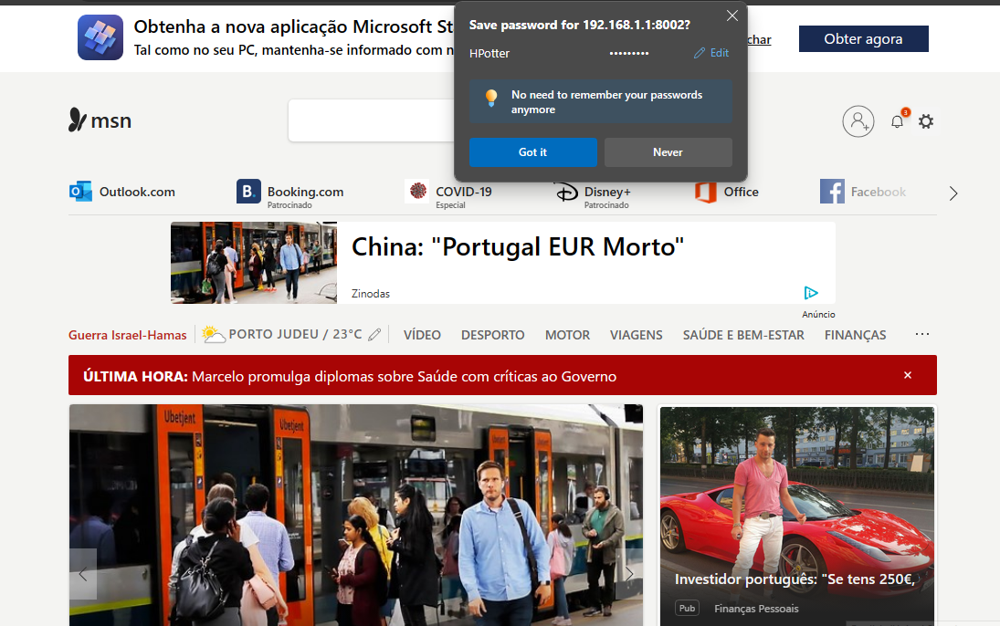 Obtenha a nova aplicação Microsoft St
Tal como no seu PC, mantenha-se informado com n
char
Obter agora
Save password for 192.168.1.1:8002?
HPotter
•••••••••
Edit
No need to remember your passwords
anymore
Got it
Never
msn
3
Outlook.com
B.
Booking.com
Patrocinado
COVID-19
Especial
Disney+
Patrocinado
Office
Facebook
China: "Portugal EUR Morto"
Zinodas
Anúncio
Guerra Israel-Hamas
PORTO JUDEU / 23°C
VÍDEO
DESPORTO
MOTOR
VIAGENS
SAÚDE E BEM-ESTAR
FINANÇAS
ÚLTIMA HORA: Marcelo promulga diplomas sobre Saúde com críticas ao Governo
Ubetjent
Ubetjent
Investidor português: "Se tens 250€,
Pub
Finanças Pessoais